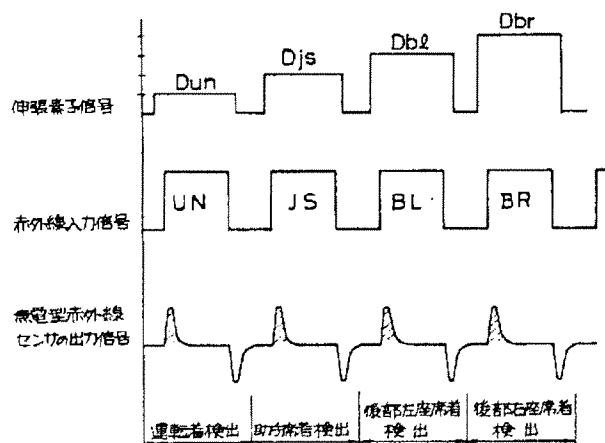 Dun
Djs
Dbℓ
Dbr
伸張素子信号
UN
JS
BL
BR
赤外線入力信号
焦電型赤外線
センサの出力信号
運転者検出
助手席者検出
後部左座席者
検出
後部右座席者
検出